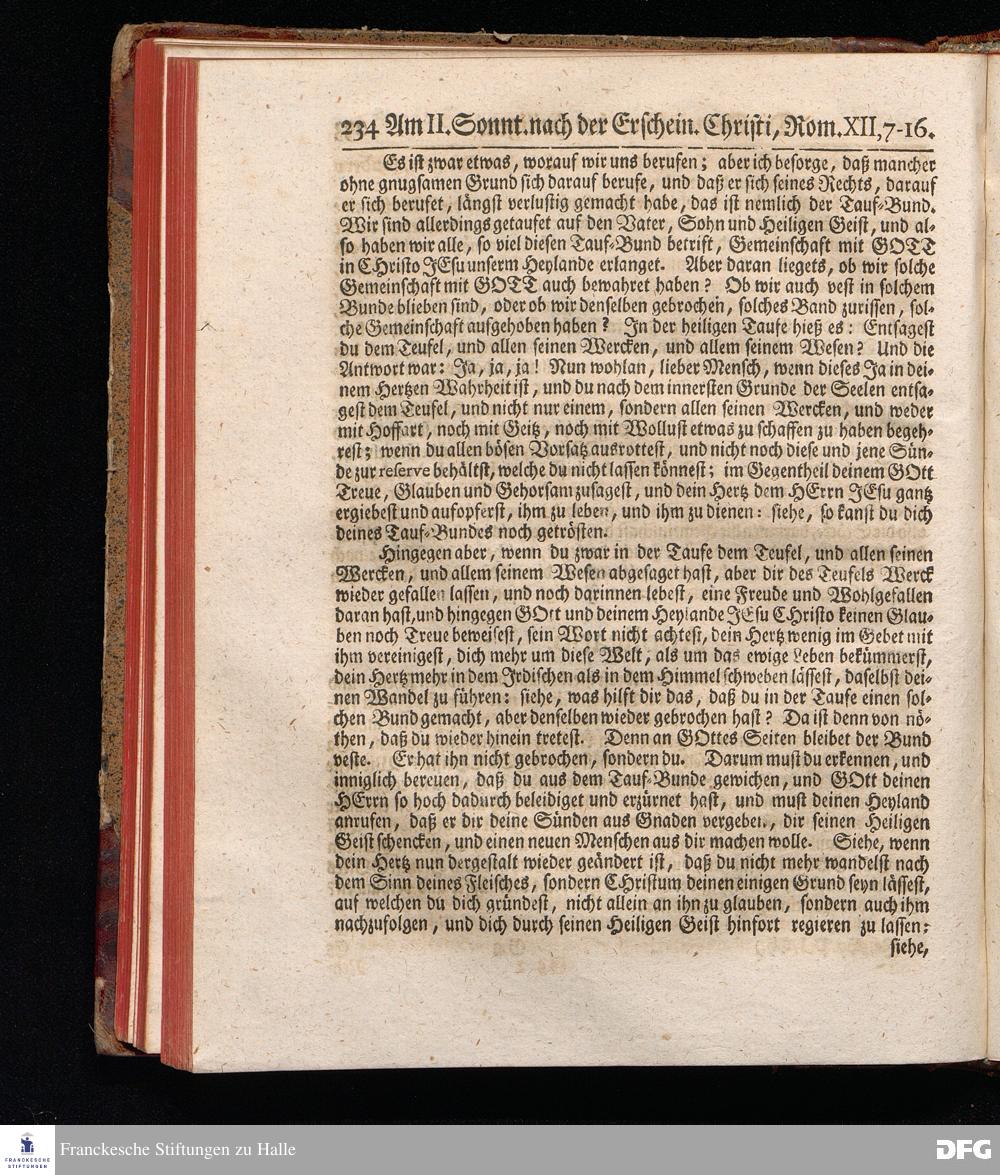 234 Am II. Sonnt. nach der Erschein. Christi, Rom. XII, 7-16.
Es ist zwar etwas, worauf wir uns berufen; aber ich besorge, daß mancher
ohne gnugsamen Grund sich darauf berufe, und daß er sich seines Rechts, darauf
er sich berufet, längst verlustig gemacht habe, das ist nemlich der Tauf-Bund.
Wir sind allerdings getaufet auf den Vater, Sohn und Heiligen Geist, und al-
so haben wir alle, so viel diesen Tauf-Bund betrift, Gemeinschaft mit GOTT
in CHristo JEsu unserm Heylande erlanget. Aber daran liegets, ob wir solche
Gemeinschaft mit GOTT auch bewahret haben? Ob wir auch vest in solchem
Bunde blieben sind, oder ob wir denselben gebrochen, solches Band zurissen, sol-
che Gemeinschaft aufgehoben haben? In der heiligen Taufe hieß es: Entsagest
du dem Teufel, und allen seinen Wercken, und allem seinem Wesen? Und die
Antwort war: Ja, ja, ja! Nun wohlan, lieber Mensch, wenn dieses Ja in dei-
nem Hertzen Wahrheit ist, und du nach dem innersten Grunde der Seelen entsa-
gest dem Teufel, und nicht nur einem, sondern allen seinen Wercken, und weder
mit Hoffart, noch mit Geitz, noch mit Wollust etwas zu schaffen zu haben begeh-
rest; wenn du allen bösen Vorsatz ausrottest, und nicht noch diese und jene Sün-
de zur reserve behältst, welche du nicht lassen könnest; im Gegentheil deinem GOtt
Treue, Glauben und Gehorsam zusagest, und dein Hertz dem HErrn JEsu gantz
ergiebest und aufopferst, ihm zu leben, und ihm zu dienen: siehe, so kanst du dich
deines Tauf-Bundes noch getrösten.
Hingegen aber, wenn du zwar in der Taufe dem Teufel, und allen seinen
Wercken, und allem seinem Wesen abgesaget hast, aber dir des Teufels Werck
wieder gefallen lassen, und noch darinnen lebest, eine Freude und Wohlgefallen
daran hast, und hingegen GOtt und deinem Heylande JEsu CHristo keinen Glau-
ben noch Treue beweisest, sein Wort nicht achtest, dein Hertz wenig im Gebet mit
ihm vereinigest, dich mehr um diese Welt, als um das ewige Leben bekümmerst,
dein Hertz mehr in dem Irdischen als in dem Himmel schweben lässest, daselbst dei-
nen Wandel zu führen: siehe, was hilft dir das, daß du in der Taufe einen sol-
chen Bund gemacht, aber denselben wieder gebrochen hast? Da ist denn von nö-
then, daß du wieder hinein tretest. Denn an GOttes Seiten bleibet der Bund
veste. Er hat ihn nicht gebrochen, sondern du. Darum must du erkennen, und
inniglich bereuen, daß du aus dem Tauf-Bunde gewichen, und GOtt deinen
HErrn so hoch dadurch beleidiget und erzürnet hast, und must deinen Heyland
anrufen, daß er dir deine Sünden aus Gnaden vergeben, dir seinen Heiligen
Geist schencken, und einen neuen Menschen aus dir machen wolle. Siehe, wenn
dein Hertz nun dergestalt wieder geändert ist, daß du nicht mehr wandelst nach
dem Sinn deines Fleisches, sondern CHristum deinen einigen Grund seyn lässest,
auf welchen du dich gründest, nicht allein an ihn zu glauben, sondern auch ihm
nachzufolgen, und dich durch seinen Heiligen Geist hinfort regieren zu lassen:
siehe,
FRANCKESCHE
STIFTUNGEN
Franckesche Stiftungen zu Halle
DFG